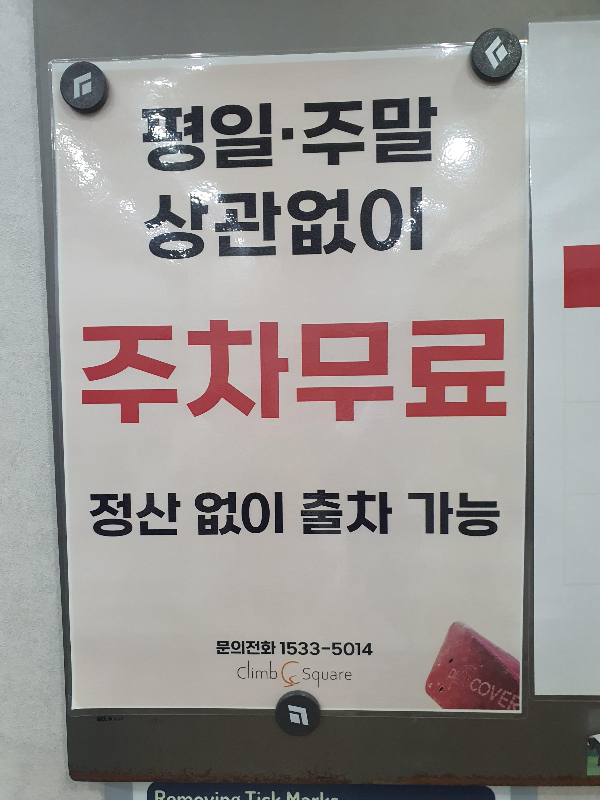 평일·주말
상관없이
주차무료
정산 없이 출차 가능
문의전화 1533-5014
Climb Square
COVER
Removing Tick Marks